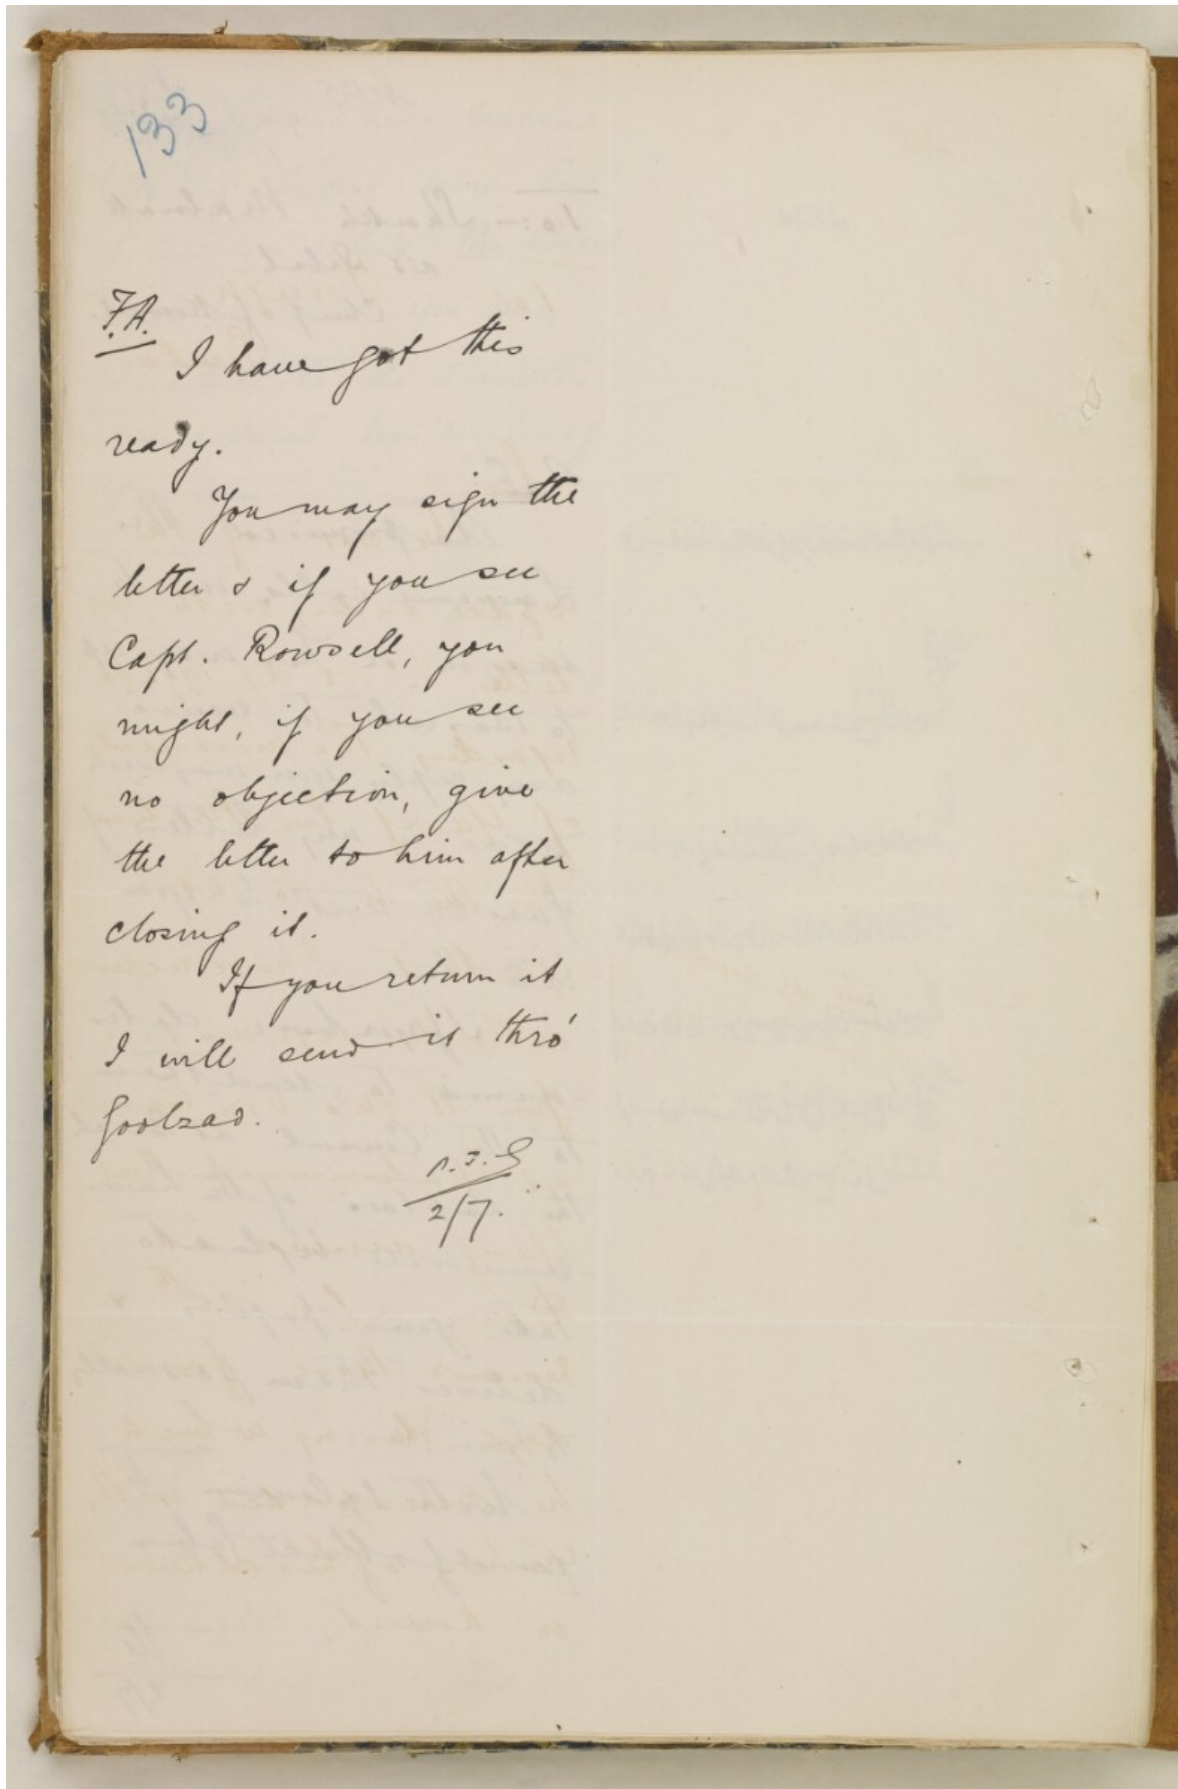 133
F.A.
I have got this
ready.
You may sign the
letter & if you see
Capt. Rowsell, you
might, if you see
no objection, give
the letter to him after
closing it.
If you return it
I will send it thro'
Goolzad.
2/7.